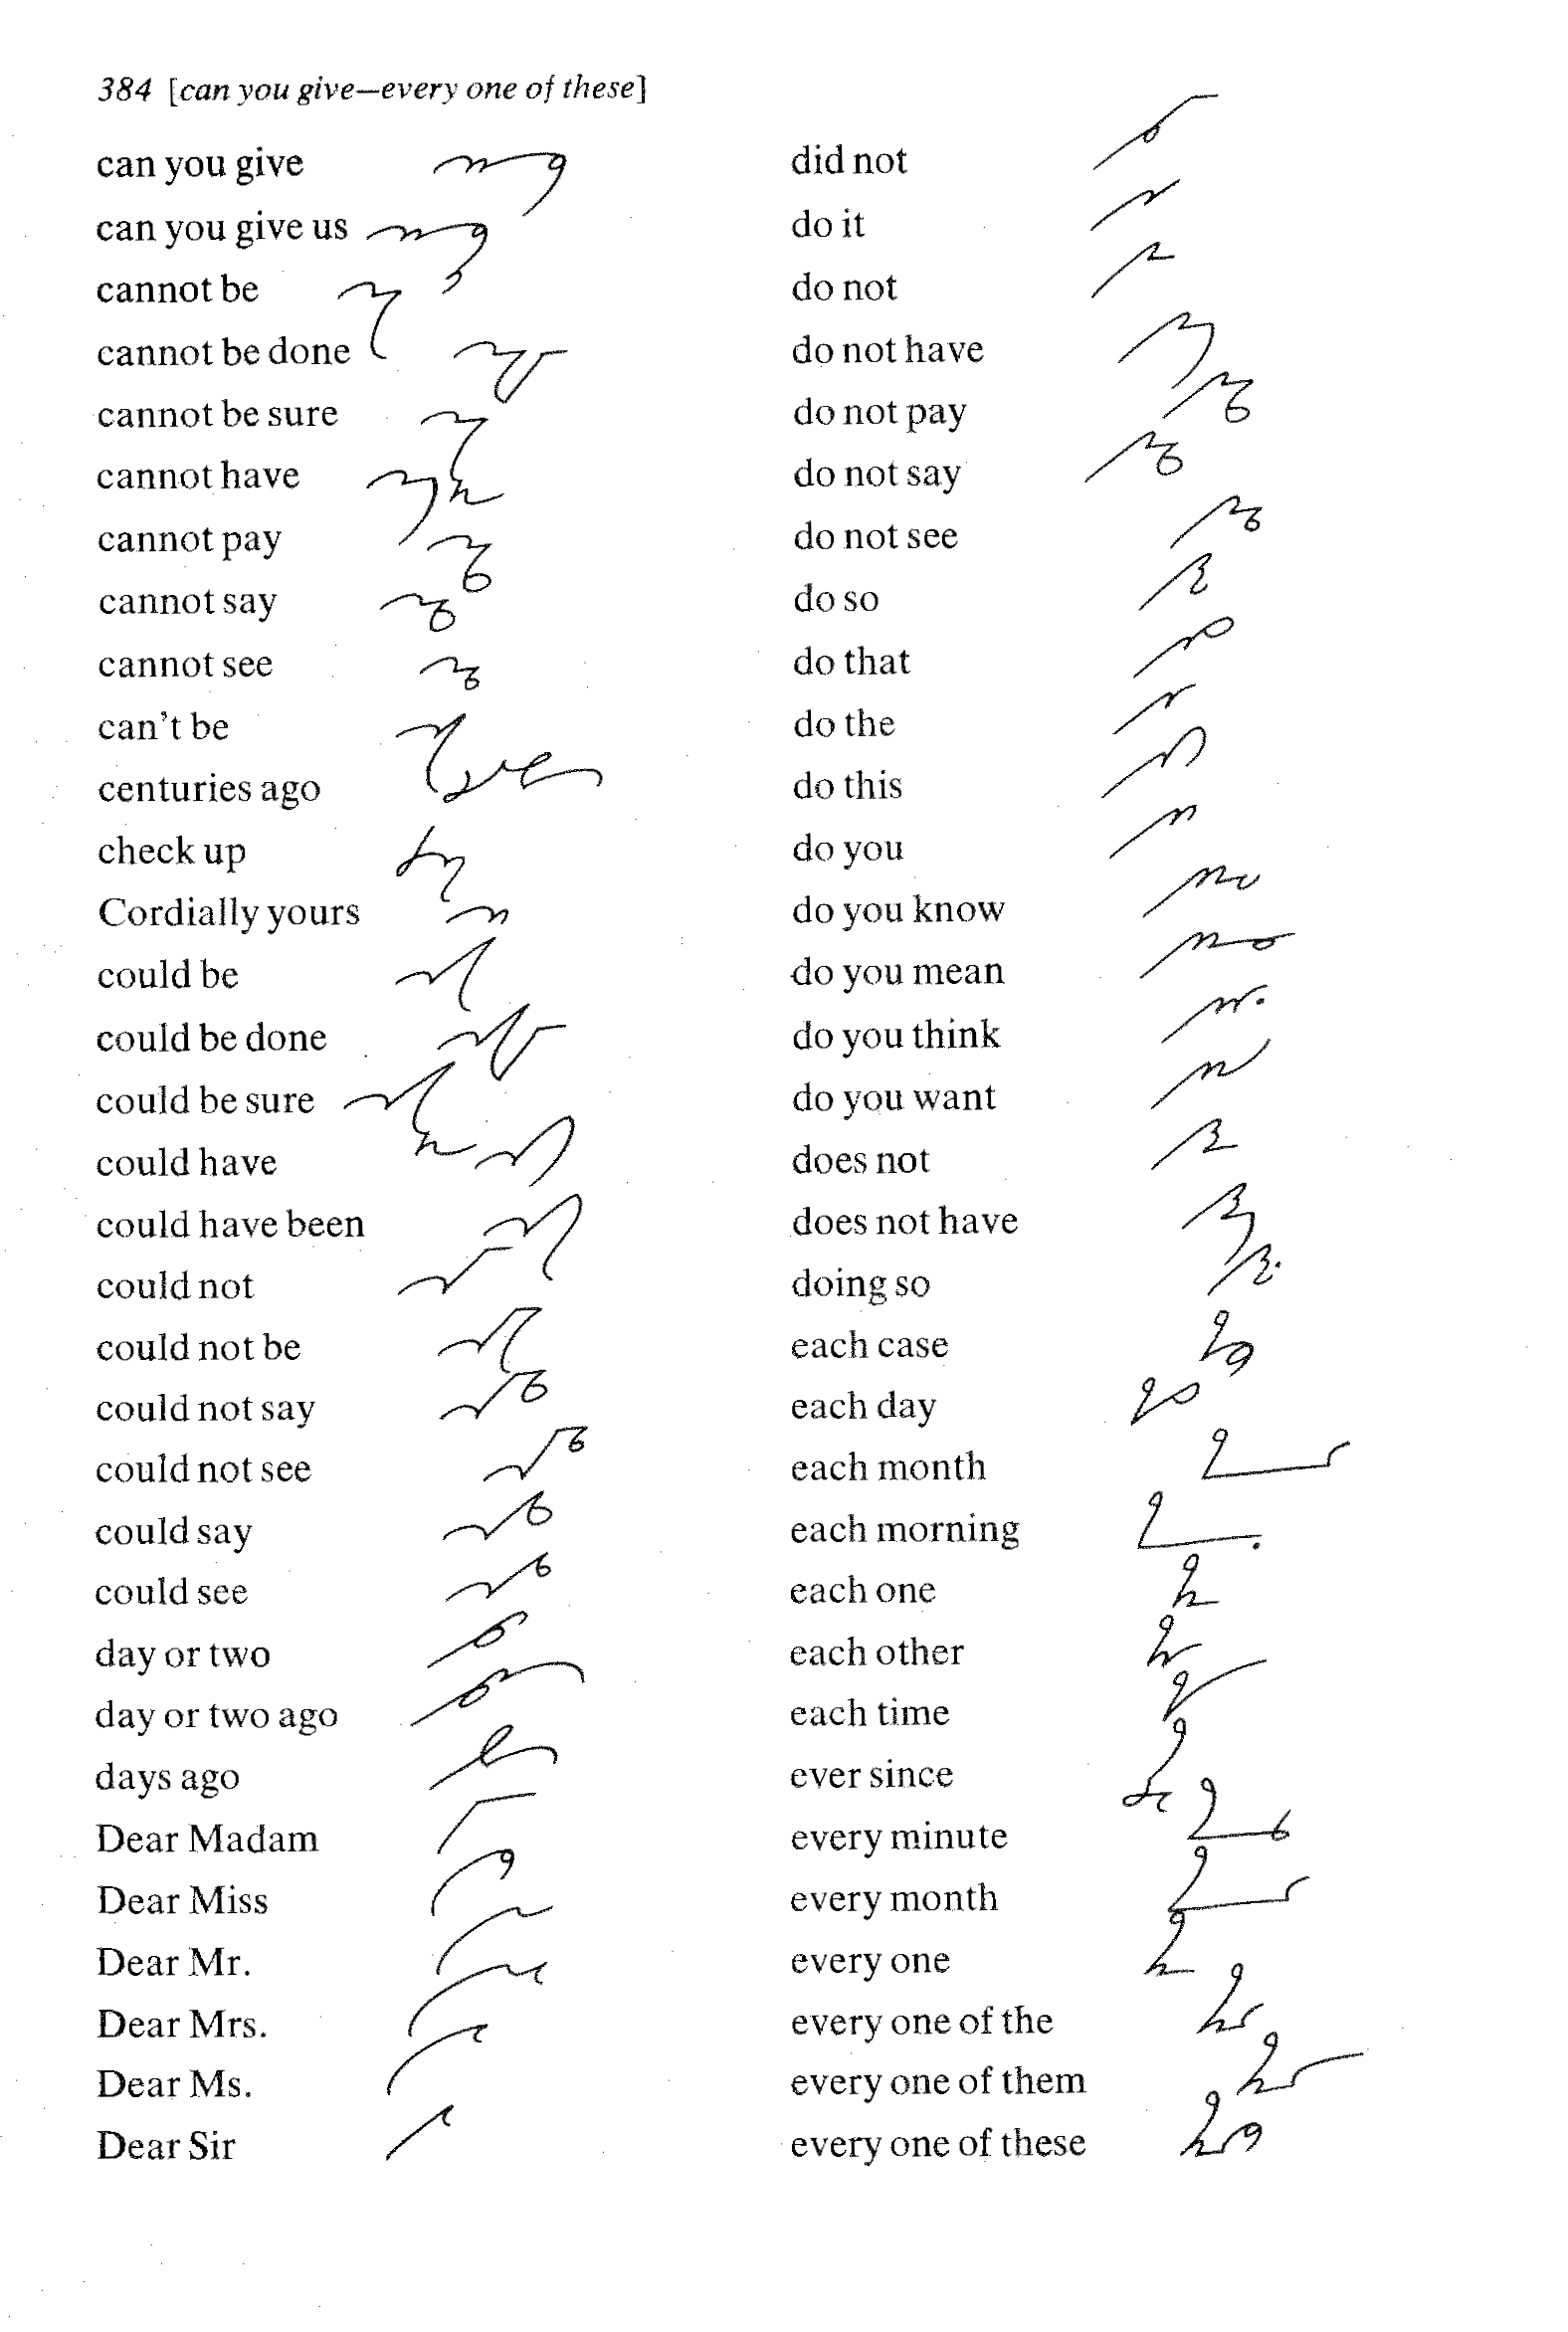 384 [can you give—every one of these]
can you give
can you give us
cannot be
cannot be done
cannot be sure
cannot have
cannot pay
cannot say
cannot see
can't be
centuries ago
check up
Cordially yours
could be
could be done
could be sure
could have
could have been
could not
could not be
could not say
could not see
could say
could see
day or two
day or two ago
days ago
Dear Madam
Dear Miss
Dear Mr.
Dear Mrs.
Dear Ms.
Dear Sir
did not
do it
do not
do not have
do not pay
do not say
do not see
do so
do that
do the
do this
do you
do you know
do you mean
do you think
do you want
does not
does not have
doing so
each case
each day
each month
each morning
each one
each other
each time
ever since
every minute
every month
every one
every one of the
every one of them
every one of these